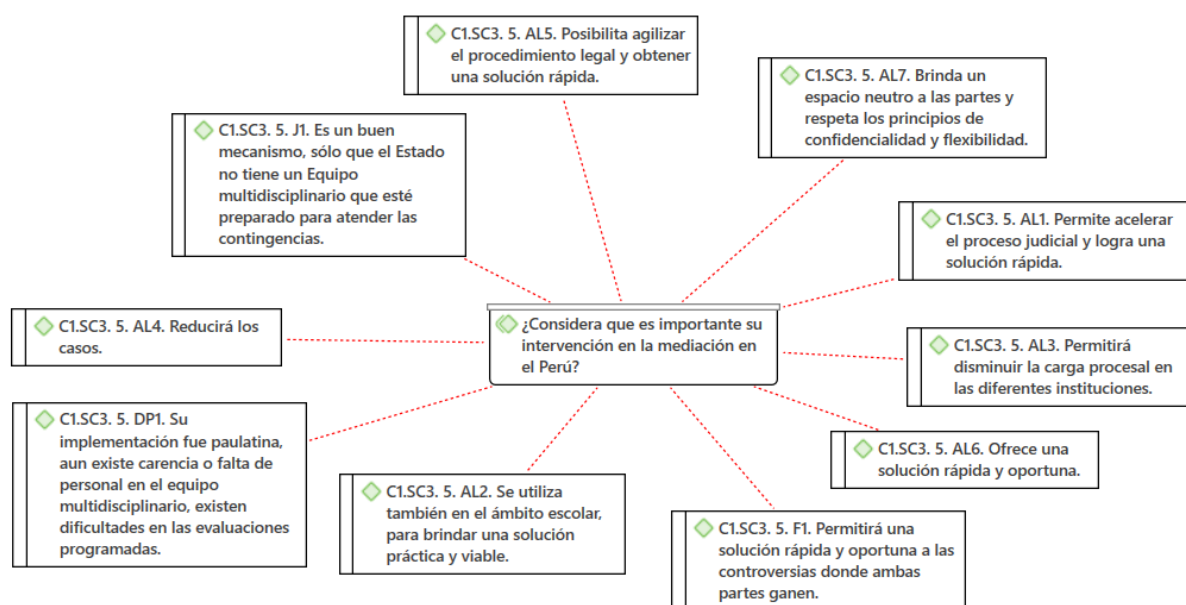 C1.SC3. 5. AL5. Posibilita agilizar
el procedimiento legal y obtener
una solución rápida.
C1.SC3. 5. AL7. Brinda un
espacio neutro a las partes y
respeta los principios de
confidencialidad y flexibilidad.
C1.SC3. 5. J1. Es un buen
mecanismo, sólo que el Estado
no tiene un Equipo
multidisciplinario que esté
preparado para atender las
contingencias.
C1.SC3. 5. AL1. Permite acelerar
el proceso judicial y logra una
solución rápida.
¿Considera que es importante su
intervención en la mediación en
el Perú?
C1.SC3. 5. AL4. Reducirá los
casos.
C1.SC3. 5. AL3. Permitirá
disminuir la carga procesal en
las diferentes instituciones.
C1.SC3. 5. DP1. Su
implementación fue paulatina,
aun existe carencia o falta de
personal en el equipo
multidisciplinario, existen
dificultades en las evaluaciones
programadas.
C1.SC3. 5. AL6. Ofrece una
solución rápida y oportuna.
C1.SC3. 5. AL2. Se utiliza
también en el ámbito escolar,
para brindar una solución
práctica y viable.
C1.SC3. 5. F1. Permitirá una
solución rápida y oportuna a las
controversias donde ambas
partes ganen.